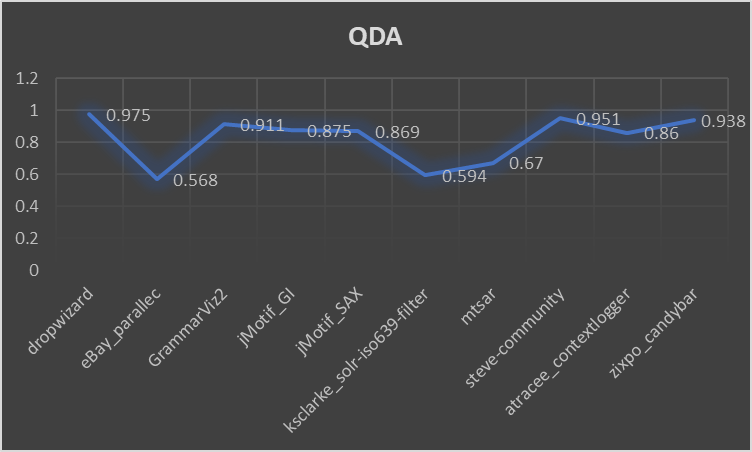 QDA
1.2
1
0.8
0.6
0.4
0.2
0
0.975
0.568
0.911
0.875
0.869
0.594
0.67
0.951
0.86
0.938
dropwizard
eBay_parallec
GrammarViz2
jMotif_GI
jMotif_SAX
ksclarke_solr-iso639-filter
mtsar
steve-community
atracee_contextlogger
zixpo_candybar